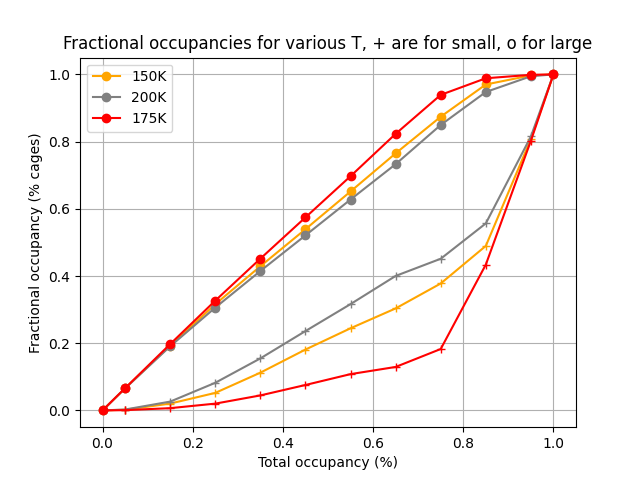 Fractional occupancies for various T, + are for small, o for large
150K
200K
175K
Fractional occupancy (% cages)
1.0
0.8
0.6
0.4
0.2
0.0
0.0 0.2 0.4 0.6 0.8 1.0
Total occupancy (%)